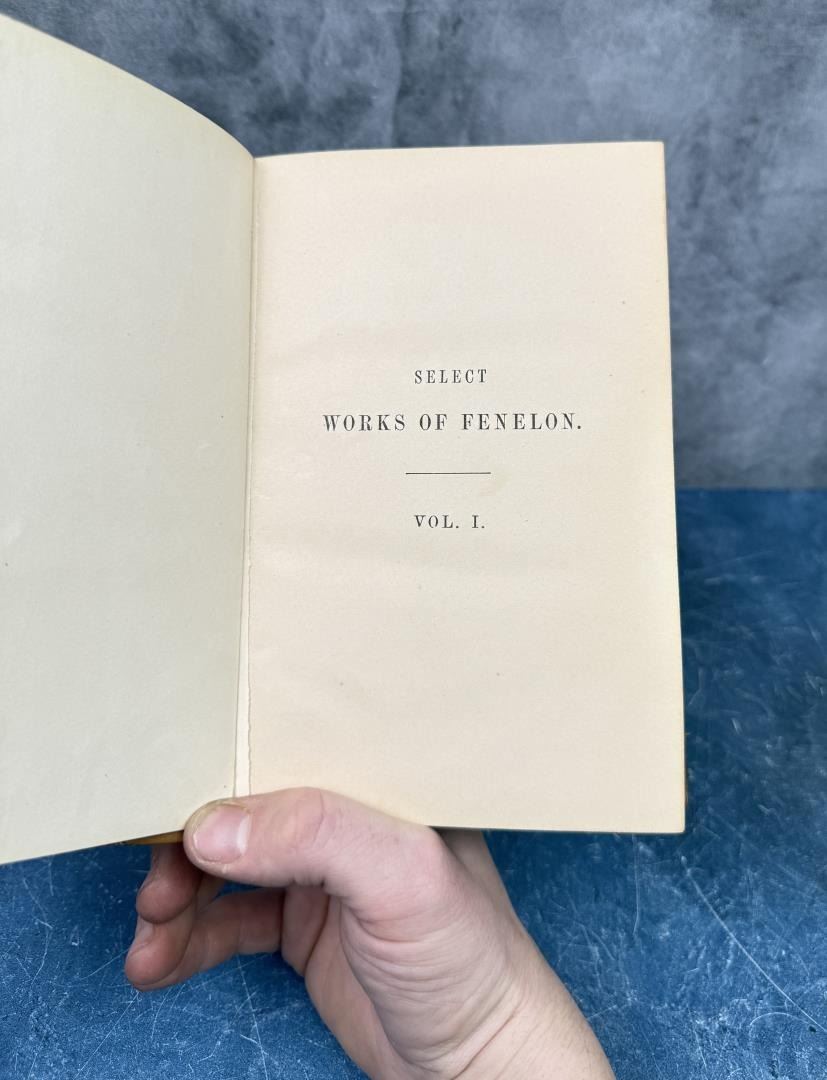 SELECT
WORKS OF FENELON.
VOL. I.